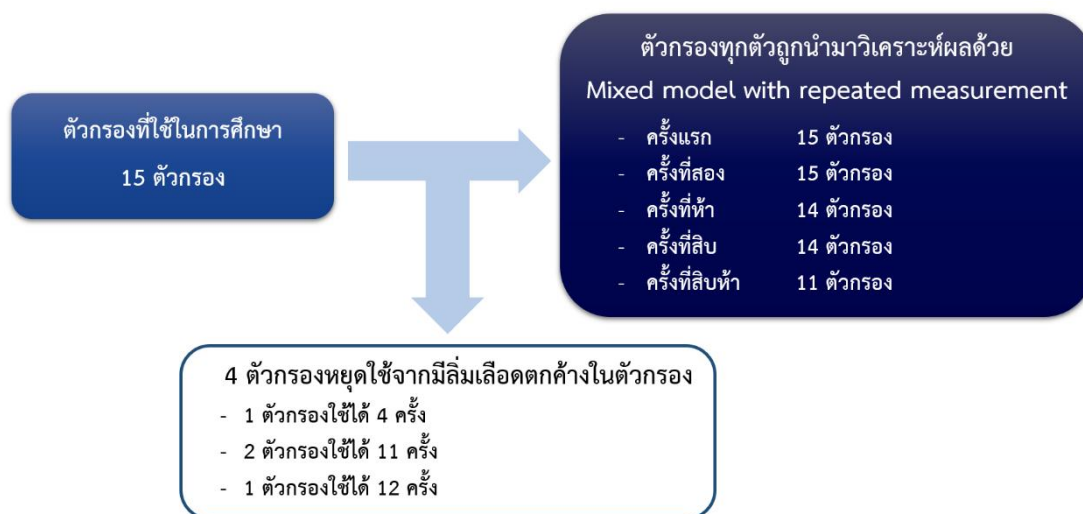 ตัวกรองที่ใช้ในการศึกษา
15 ตัวกรอง
ตัวกรองทุกตัวถูกนำมาวิเคราะห์ผลด้วย
Mixed model with repeated measurement
- ครั้งแรก 15 ตัวกรอง
- ครั้งที่สอง 15 ตัวกรอง
- ครั้งที่ห้า 14 ตัวกรอง
- ครั้งที่สิบ 14 ตัวกรอง
- ครั้งที่สิบห้า 11 ตัวกรอง
4 ตัวกรองหยุดใช้จากมีลิ่มเลือดตกค้างในตัวกรอง
- 1 ตัวกรองใช้ได้ 4 ครั้ง
- 2 ตัวกรองใช้ได้ 11 ครั้ง
- 1 ตัวกรองใช้ได้ 12 ครั้ง